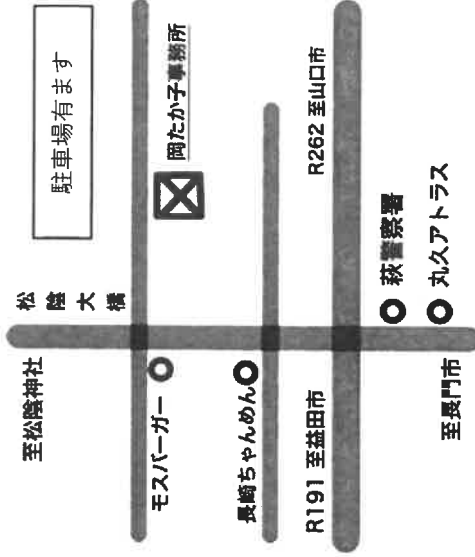 駐車場有ます
松陰大橋
至松陰神社
岡たか子事務所
モスバーガー
長崎ちゃんめん
R262 至山口市
R191 至益田市
萩警察署
丸久アトラス
至長門市